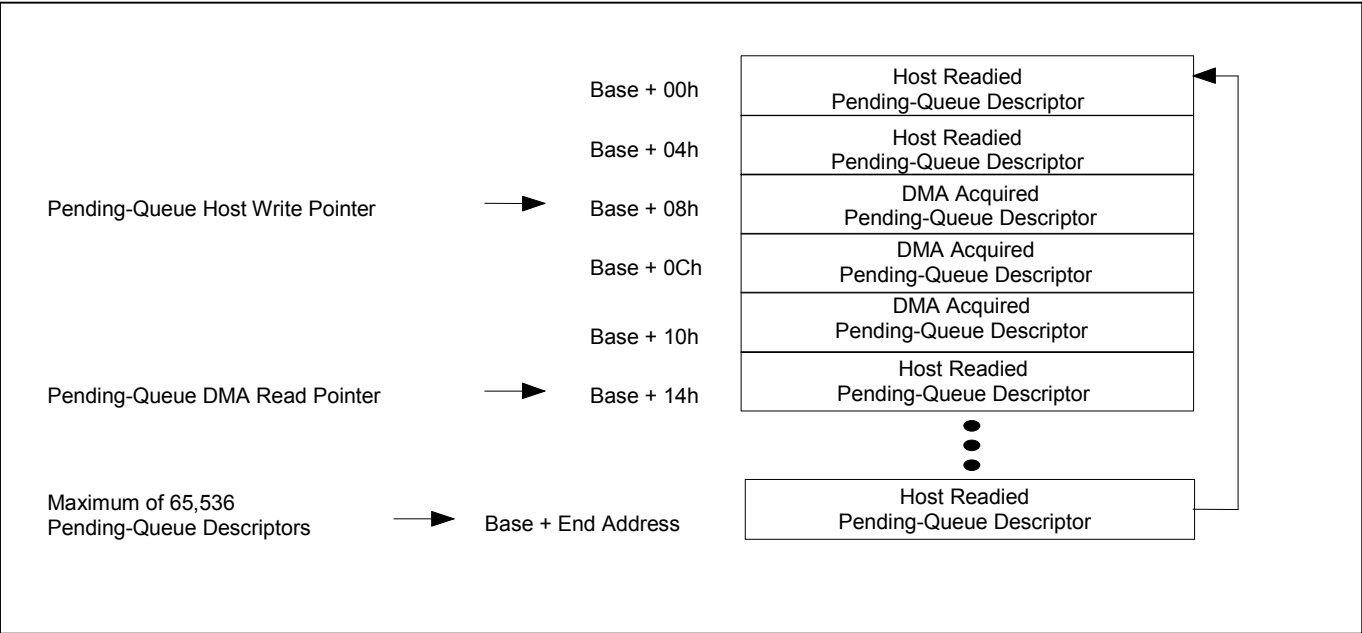 Base + 00h
Host Readied
Pending-Queue Descriptor
Base + 04h
Host Readied
Pending-Queue Descriptor
Pending-Queue Host Write Pointer
Base + 08h
DMA Acquired
Pending-Queue Descriptor
Base + 0Ch
DMA Acquired
Pending-Queue Descriptor
Base + 10h
DMA Acquired
Pending-Queue Descriptor
Pending-Queue DMA Read Pointer
Base + 14h
Host Readied
Pending-Queue Descriptor
Maximum of 65,536
Pending-Queue Descriptors
Base + End Address
Host Readied
Pending-Queue Descriptor